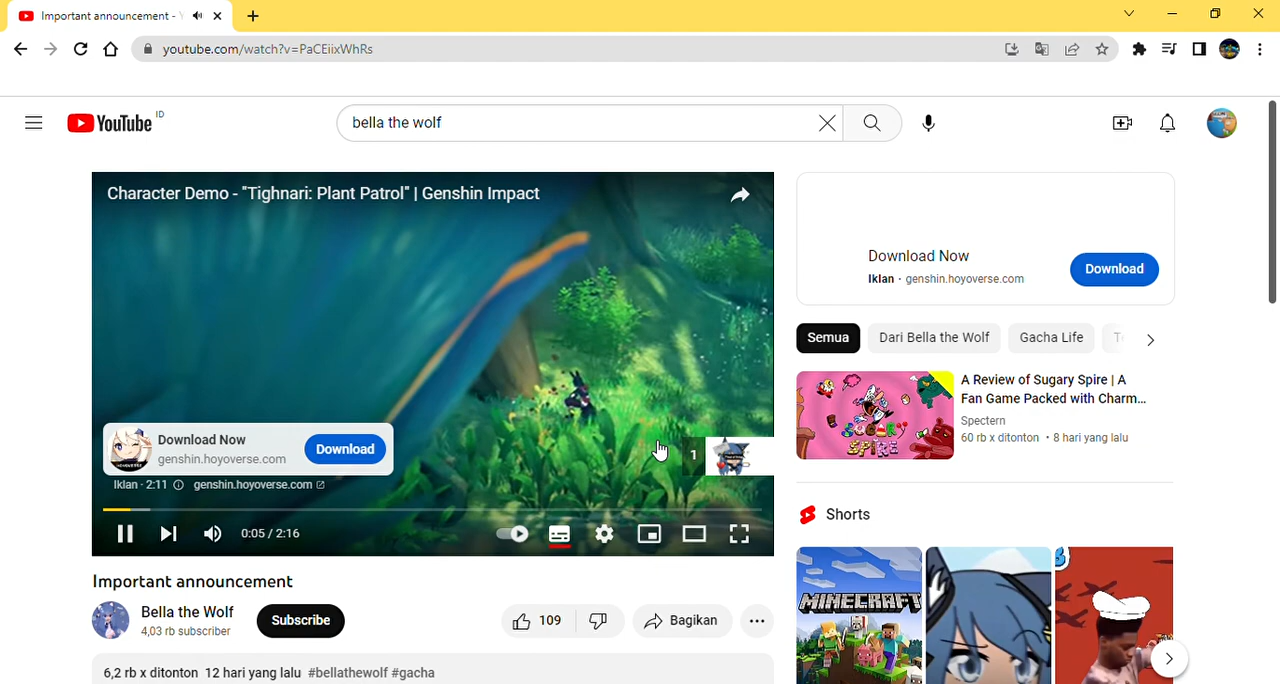 Important announcement -
youtube.com/watch?v=PaCEiixWhRs
YouTube ID
bella the wolf
Character Demo - "Tighnari: Plant Patrol" | Genshin Impact
Download Now
genshin.hoyoverse.com
Download
Iklan · 2:11 genshin.hoyoverse.com
1
0:05 / 2:16
Important announcement
Bella the Wolf
4,03 rb subscriber
Subscribe
109
Bagikan
6,2 rb x ditonton 12 hari yang lalu #bellathewolf #gacha
Download Now
Iklan · genshin.hoyoverse.com
Download
Semua
Dari Bella the Wolf
Gacha Life
SUGARY
SPIRE
A Review of Sugary Spire | A
Fan Game Packed with Charm...
Spectern
60 rb x ditonton • 8 hari yang lalu
Shorts
MINECRAFT